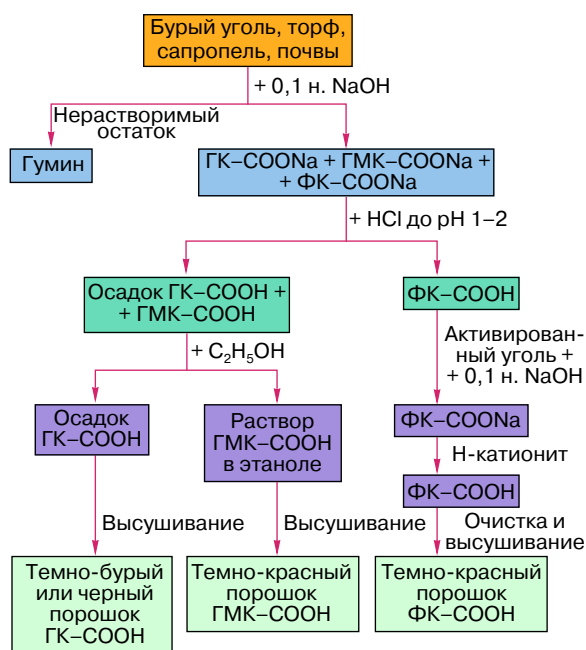 Бурый уголь, торф,
сапропель, почвы
+ 0,1 н. NaOH
Нерастворимый
остаток
Гумин
ГК–COONa + ГМК–COONa +
+ ФК–COONa
+ HCl до pH 1–2
Осадок ГК–COOH +
+ ГМК–COOH
ФК–COOH
+ C₂H₅OH
Активирован-
ный уголь +
+ 0,1 н. NaOH
Осадок
ГК–COOH
Раствор
ГМК–COOH
в этаноле
ФК–COONa
Н-катионит
ФК–COOH
Высушивание
Высушивание
Очистка и
высушивание
Темно-бурый
или черный
порошок
ГК–COOH
Темно-красный
порошок
ГМК–COOH
Темно-красный
порошок
ФК–COOH